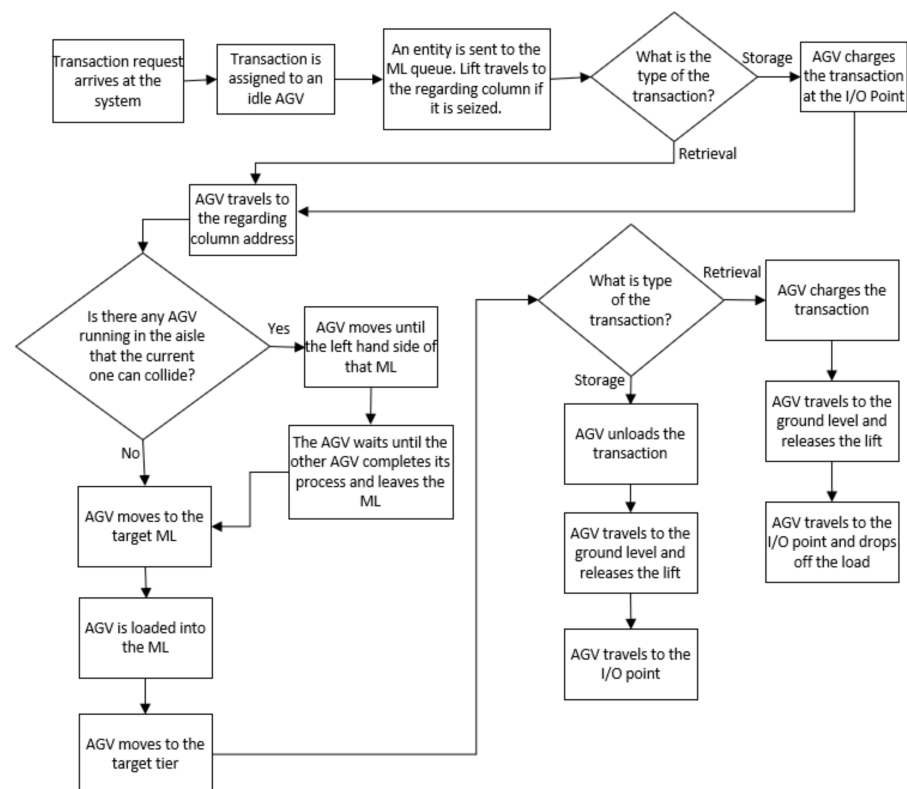 Transaction request
arrives at the
system
Transaction is
assigned to an
idle AGV
An entity is sent to the
ML queue. Lift travels to
the regarding column if
it is seized.
What is the
type of the
transaction?
Storage
AGV charges
the transaction
at the I/O Point
Retrieval
AGV travels to
the regarding
column address
Is there any AGV
running in the aisle
that the current
one can collide?
Yes
AGV moves until
the left hand side of
that ML
The AGV waits until the
other AGV completes its
process and leaves the
ML
No
AGV moves to the
target ML
AGV is loaded into
the ML
AGV moves to the
target tier
What is type
of the
transaction?
Retrieval
AGV charges the
transaction
AGV travels to the
ground level and
releases the lift
AGV travels to the
I/O point and drops
off the load
Storage
AGV unloads the
transaction
AGV travels to the
ground level and
releases the lift
AGV travels to the
I/O point